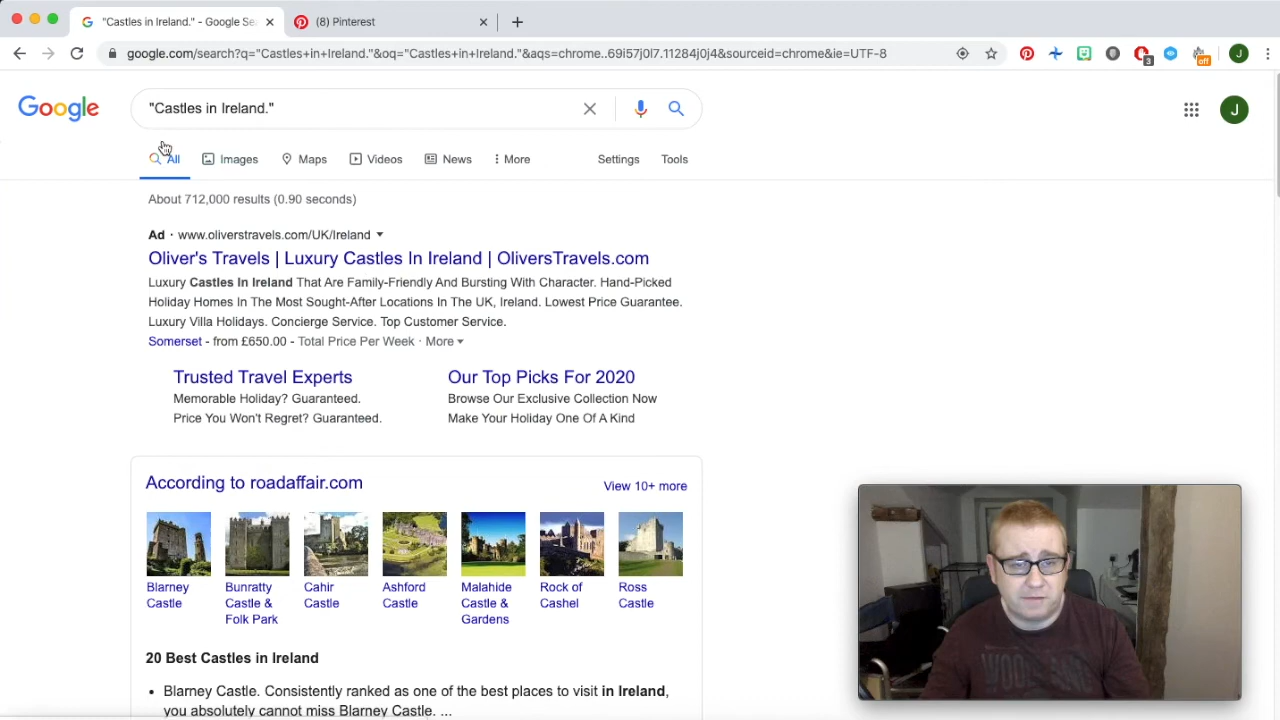 "Castles in Ireland." - Google Sea
(8) Pinterest
google.com/search?q="Castles+in+Ireland."&oq="Castles+in+Ireland."&aqs=chrome..69i57j0l7.11284j0j4&sourceid=chrome&ie=UTF-8
3
off
J
Google
"Castles in Ireland."
J
All
Images
Maps
Videos
News
More
Settings
Tools
About 712,000 results (0.90 seconds)
Ad · www.oliverstravels.com/UK/Ireland
Oliver's Travels | Luxury Castles In Ireland | OliversTravels.com
Luxury Castles In Ireland That Are Family-Friendly And Bursting With Character. Hand-Picked
Holiday Homes In The Most Sought-After Locations In The UK, Ireland. Lowest Price Guarantee.
Luxury Villa Holidays. Concierge Service. Top Customer Service.
Somerset - from £650.00 - Total Price Per Week · More
Trusted Travel Experts
Memorable Holiday? Guaranteed.
Price You Won't Regret? Guaranteed.
Our Top Picks For 2020
Browse Our Exclusive Collection Now
Make Your Holiday One Of A Kind
According to roadaffair.com
View 10+ more
Blarney
Castle
Bunratty
Castle &
Folk Park
Cahir
Castle
Ashford
Castle
Malahide
Castle &
Gardens
Rock of
Cashel
Ross
Castle
20 Best Castles in Ireland
• Blarney Castle. Consistently ranked as one of the best places to visit in Ireland,
you absolutely cannot miss Blarney Castle. ...